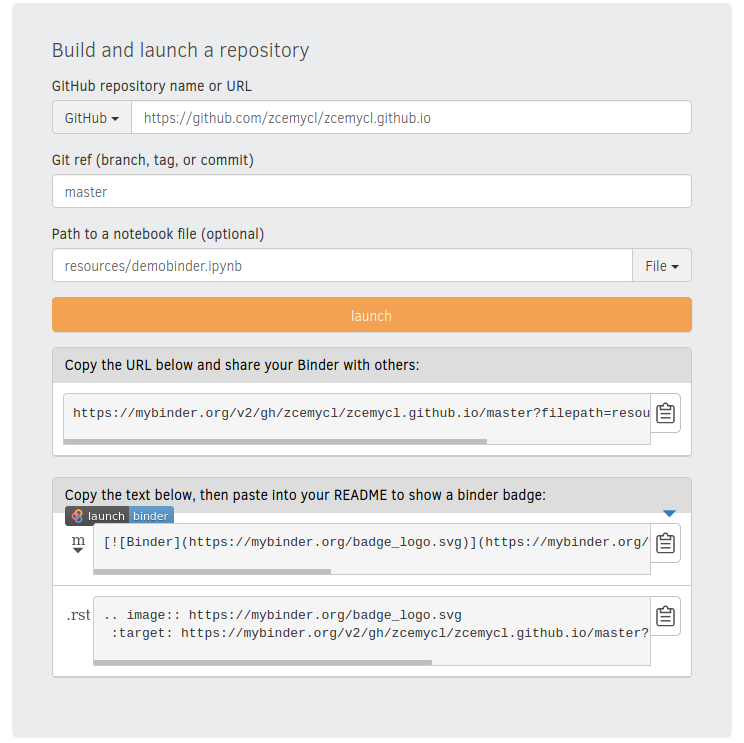 Build and launch a repository
GitHub repository name or URL
GitHub https://github.com/zcemycl/zcemycl.github.io
Git ref (branch, tag, or commit)
master
Path to a notebook file (optional)
resources/demobinder.ipynb File
launch
Copy the URL below and share your Binder with others:
https://mybinder.org/v2/gh/zcemycl/zcemycl.github.io/master?filepath=resou
Copy the text below, then paste into your README to show a binder badge:
launch binder
m [![Binder](https://mybinder.org/badge_logo.svg)](https://mybinder.org/
.rst .. image:: https://mybinder.org/badge_logo.svg
:target: https://mybinder.org/v2/gh/zcemycl/zcemycl.github.io/master?